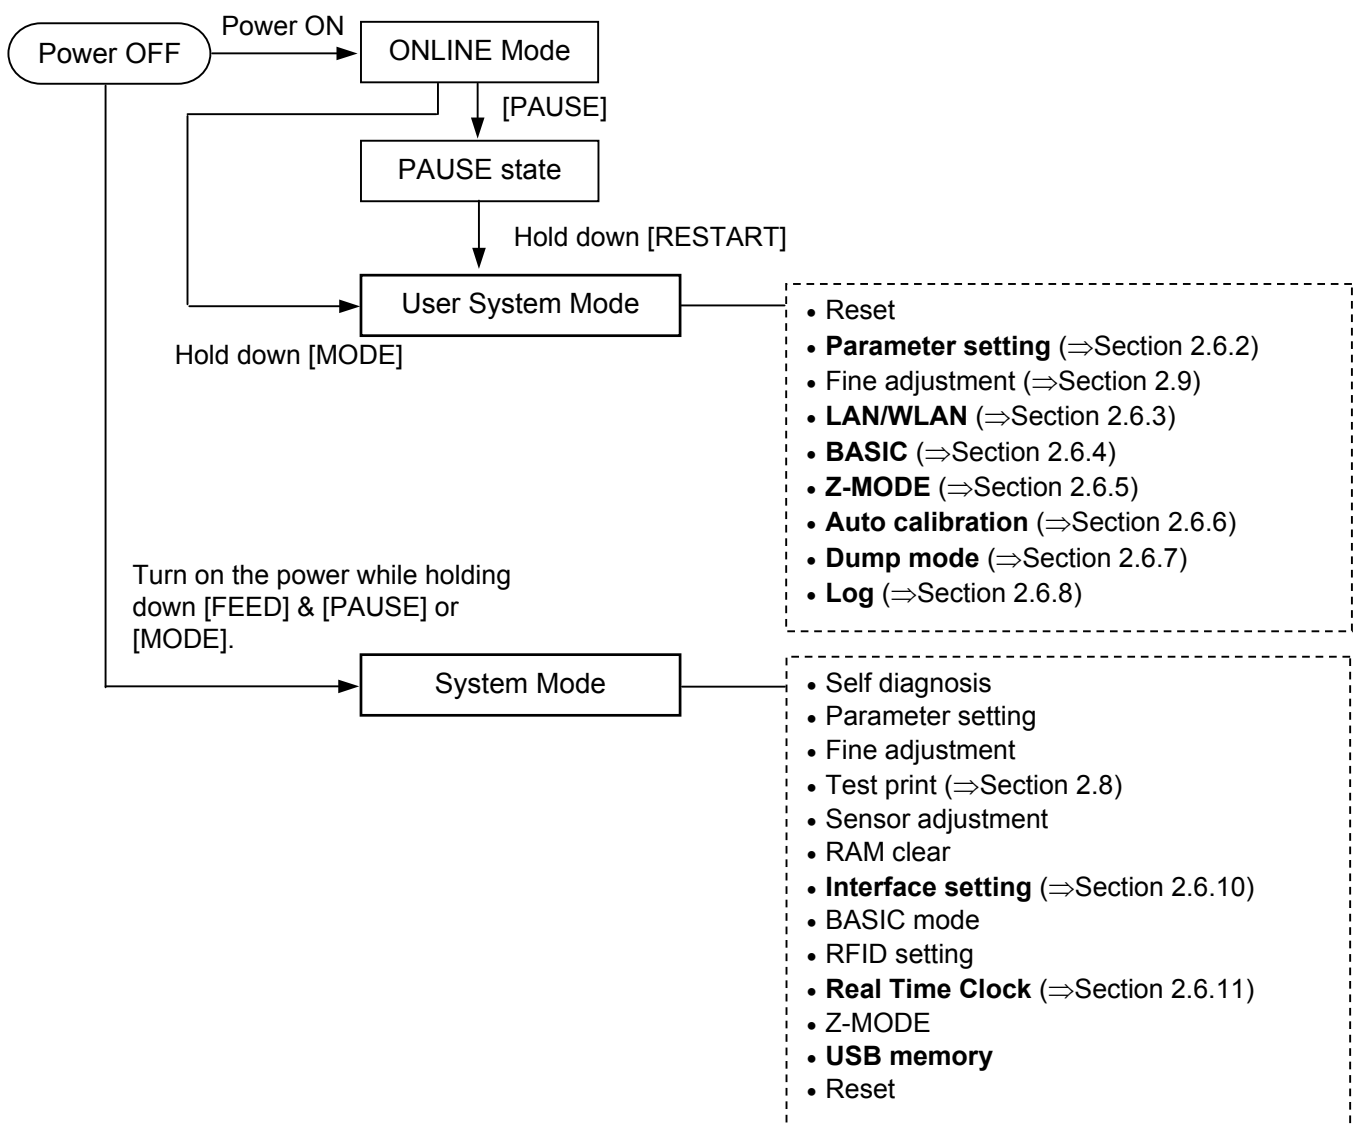 Power OFF
Power ON
ONLINE Mode
[PAUSE]
PAUSE state
Hold down [RESTART]
User System Mode
Hold down [MODE]
• Reset
• Parameter setting (⇒Section 2.6.2)
• Fine adjustment (⇒Section 2.9)
• LAN/WLAN (⇒Section 2.6.3)
• BASIC (⇒Section 2.6.4)
• Z-MODE (⇒Section 2.6.5)
• Auto calibration (⇒Section 2.6.6)
• Dump mode (⇒Section 2.6.7)
• Log (⇒Section 2.6.8)
Turn on the power while holding
down [FEED] & [PAUSE] or
[MODE].
System Mode
• Self diagnosis
• Parameter setting
• Fine adjustment
• Test print (⇒Section 2.8)
• Sensor adjustment
• RAM clear
• Interface setting (⇒Section 2.6.10)
• BASIC mode
• RFID setting
• Real Time Clock (⇒Section 2.6.11)
• Z-MODE
• USB memory
• Reset